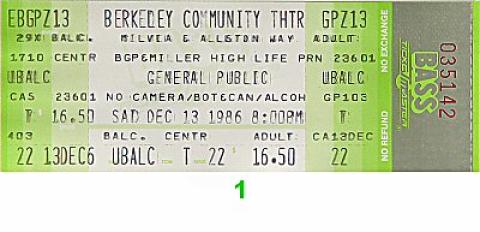 EBGPZ13 BERKELEY COMMUNITY THTR GPZ13
29X BALC. MILVIA & ALLSTON WAY ADULT
1710 CENTR BGP&MILLER HIGH LIFE PRN 23601
UBALC GENERAL PUBLIC UBALC
CAS 23601 NO CAMERA/BOT&CAN/ALCOH GP103
T 16.50 SAT DEC 13 1986 8:00PM T 16.50
403 BALC. CENTR ADULT CA13DEC
22 13DEC6 UBALC T 22 16.50 22
NO REFUND NO EXCHANGE
BASS
TICKETMASTER
035142
1